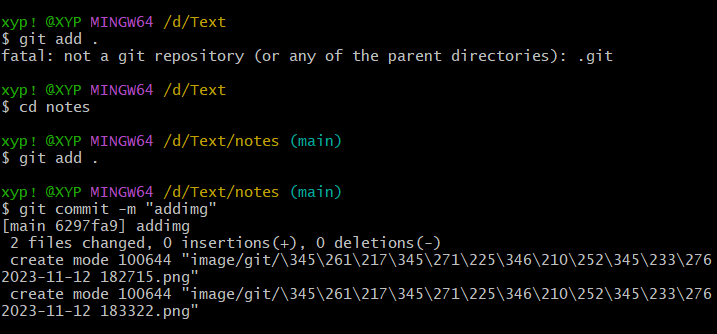 xyp! @XYP MINGW64 /d/Text
$ git add .
fatal: not a git repository (or any of the parent directories): .git
xyp! @XYP MINGW64 /d/Text
$ cd notes
xyp! @XYP MINGW64 /d/Text/notes (main)
$ git add .
xyp! @XYP MINGW64 /d/Text/notes (main)
$ git commit -m "addimg"
[main 6297fa9] addimg
 2 files changed, 0 insertions(+), 0 deletions(-)
 create mode 100644 "image/git/\345\261\217\345\271\225\346\210\252\345\233\276
2023-11-12 182715.png"
 create mode 100644 "image/git/\345\261\217\345\271\225\346\210\252\345\233\276
2023-11-12 183322.png"